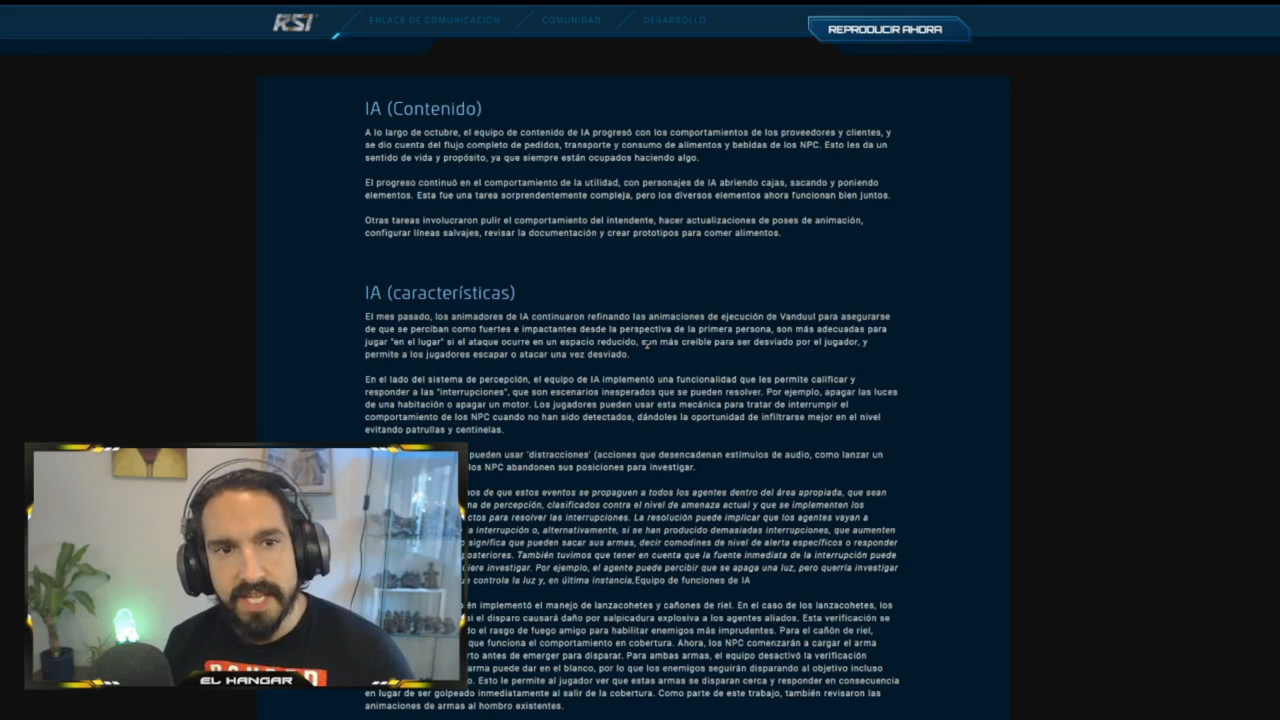 RSI
ENLACE DE COMUNICACIÓN
COMUNIDAD
DESARROLLO
REPRODUCIR AHORA
IA (Contenido)
A lo largo de octubre, el equipo de contenido de IA progresó con los comportamientos de los proveedores y clientes, y
se dio cuenta del flujo completo de pedidos, transporte y consumo de alimentos y bebidas de los NPC. Esto les da un
sentido de vida y propósito, ya que siempre están ocupados haciendo algo.
El progreso continuó en el comportamiento de la utilidad, con personajes de IA abriendo cajas, sacando y poniendo
elementos. Esta fue una tarea sorprendentemente compleja, pero los diversos elementos ahora funcionan bien juntos.
Otras tareas involucraron pulir el comportamiento del intendente, hacer actualizaciones de poses de animación,
configurar líneas salvajes, revisar la documentación y crear prototipos para comer alimentos.
IA (características)
El mes pasado, los animadores de IA continuaron refinando las animaciones de ejecución de Vanduul para asegurarse
de que se perciban como fuertes e impactantes desde la perspectiva de la primera persona, son más adecuadas para
jugar "en el lugar" si el ataque ocurre en un espacio reducido, son más creíble para ser desviado por el jugador, y
permite a los jugadores escapar o atacar una vez desviado.
En el lado del sistema de percepción, el equipo de IA implementó una funcionalidad que les permite calificar y
responder a las "interrupciones", que son escenarios inesperados que se pueden resolver. Por ejemplo, apagar las luces
de una habitación o apagar un motor. Los jugadores pueden usar esta mecánica para tratar de interrumpir el
comportamiento de los NPC cuando no han sido detectados, dándoles la oportunidad de infiltrarse mejor en el nivel
evitando patrullas y centinelas.
pueden usar 'distracciones' (acciones que desencadenan estímulos de audio, como lanzar un
los NPC abandonen sus posiciones para investigar.
de que estos eventos se propaguen a todos los agentes dentro del área apropiada, que sean
de percepción, clasificados contra el nivel de amenaza actual y que se implementen los
para resolver las interrupciones. La resolución puede implicar que los agentes vayan a
interrupción o, alternativamente, si se han producido demasiadas interrupciones, que aumenten
significa que pueden sacar sus armas, decir comodines de nivel de alerta específicos o responder
posteriores. También tuvimos que tener en cuenta que la fuente inmediata de la interrupción puede
investigar. Por ejemplo, el agente puede percibir que se apaga una luz, pero querría investigar
controla la luz y, en última instancia.Equipo de funciones de IA
implementó el manejo de lanzacohetes y cañones de riel. En el caso de los lanzacohetes, los
si el disparo causará daño por salpicadura explosiva a los agentes aliados. Esta verificación se
el rasgo de fuego amigo para habilitar enemigos más imprudentes. Para el cañón de riel,
que funciona el comportamiento en cobertura. Ahora, los NPC comenzarán a cargar el arma
antes de emerger para disparar. Para ambas armas, el equipo desactivó la verificación
arma puede dar en el blanco, por lo que los enemigos seguirán disparando al objetivo incluso
Esto le permite al jugador ver que estas armas se disparan cerca y responder en consecuencia
en lugar de ser golpeado inmediatamente al salir de la cobertura. Como parte de este trabajo, también revisaron las
animaciones de armas al hombro existentes.
EL HANGAR